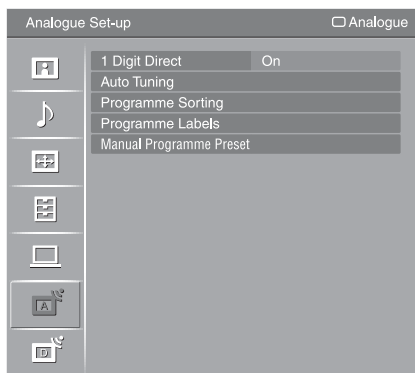 Analogue Set-up
Analogue
1 Digit Direct On
Auto Tuning
Programme Sorting
Programme Labels
Manual Programme Preset
A
D